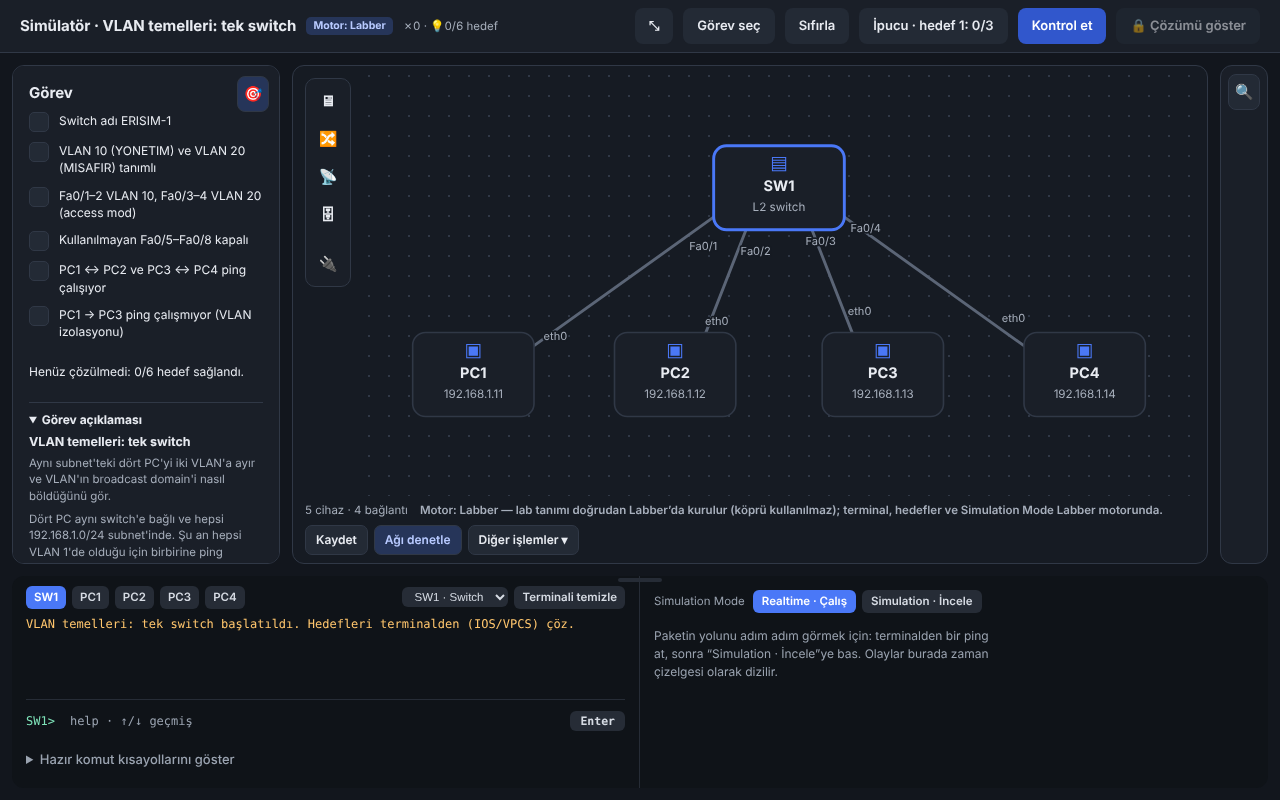 Simülatör · VLAN temelleri: tek switch
Motor: Labber
×0 · 💡0/6 hedef
⤡
Görev seç
Sıfırla
İpucu · hedef 1: 0/3
Kontrol et
🔒 Çözümü göster
Görev
Switch adı ERISIM-1
VLAN 10 (YONETIM) ve VLAN 20
(MISAFIR) tanımlı
Fa0/1–2 VLAN 10, Fa0/3–4 VLAN 20
(access mod)
Kullanılmayan Fa0/5–Fa0/8 kapalı
PC1 ↔ PC2 ve PC3 ↔ PC4 ping
çalışıyor
PC1 → PC3 ping çalışmıyor (VLAN
izolasyonu)
Henüz çözülmedi: 0/6 hedef sağlandı.
▼ Görev açıklaması
VLAN temelleri: tek switch
Aynı subnet'teki dört PC'yi iki VLAN'a ayır
ve VLAN'ın broadcast domain'i nasıl
böldüğünü gör.
Dört PC aynı switch'e bağlı ve hepsi
192.168.1.0/24 subnet'inde. Şu an hepsi
VLAN 1'de olduğu için birbirine ping
SW1
L2 switch
Fa0/1
Fa0/2
Fa0/3
Fa0/4
eth0
eth0
eth0
eth0
PC1
192.168.1.11
PC2
192.168.1.12
PC3
192.168.1.13
PC4
192.168.1.14
5 cihaz · 4 bağlantı
Motor: Labber — lab tanımı doğrudan Labber’da kurulur (köprü kullanılmaz); terminal, hedefler ve Simulation Mode Labber motorunda.
Kaydet
Ağı denetle
Diğer işlemler ▾
SW1
PC1
PC2
PC3
PC4
SW1 · Switch
Terminali temizle
VLAN temelleri: tek switch başlatıldı. Hedefleri terminalden (IOS/VPCS) çöz.
SW1>
help · ↑/↓ geçmiş
Enter
▶ Hazır komut kısayollarını göster
Simulation Mode
Realtime · Çalış
Simulation · İncele
Paketin yolunu adım adım görmek için: terminalden bir ping
at, sonra “Simulation · İncele”ye bas. Olaylar burada zaman
çizelgesi olarak dizilir.